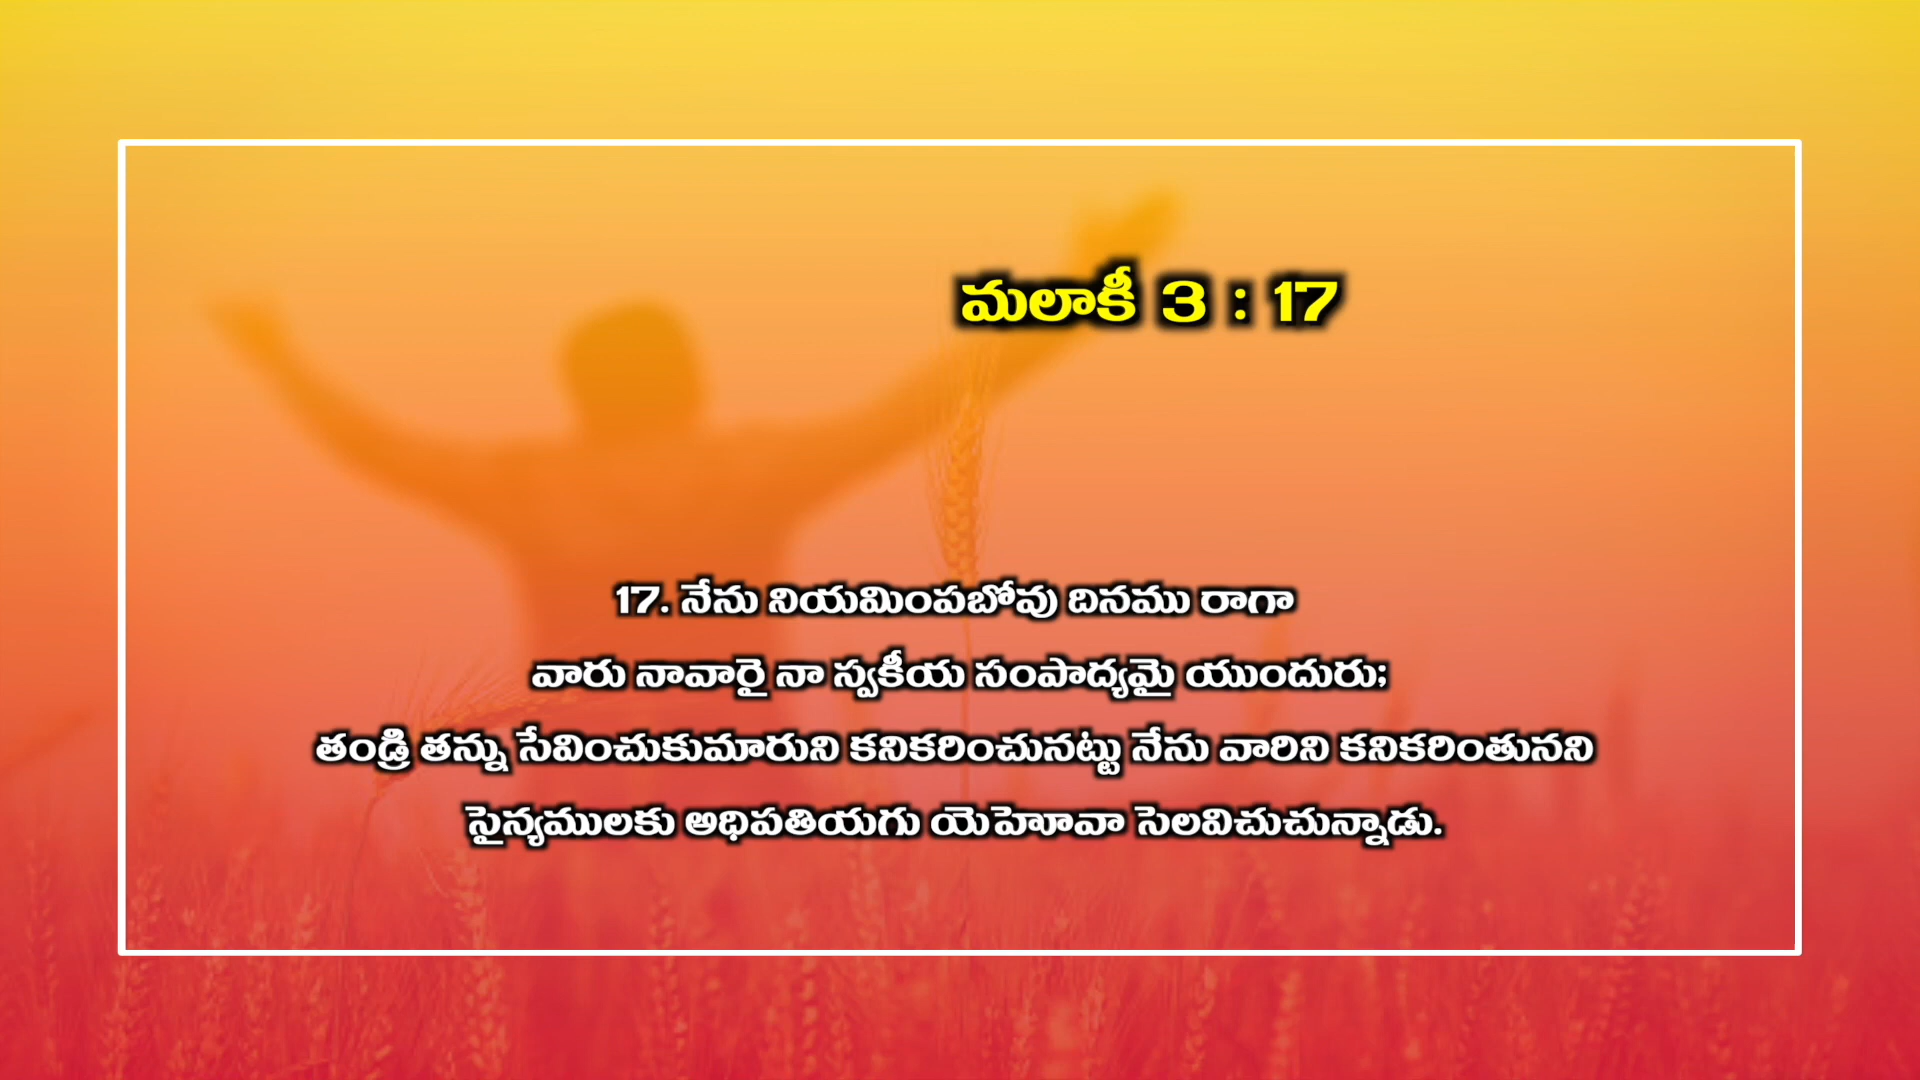 మలాకీ 3 : 17
17. నేను నియమింపబోవు దినము రాగా
వారు నావారై నా స్వకీయ సంపాద్యమై యుందురు;
తండ్రి తన్ను సేవించుకుమారుని కనికరించునట్టు నేను వారిని కనికరింతునని
సైన్యములకు అధిపతియగు యెహోవా సెలవిచుచున్నాడు.